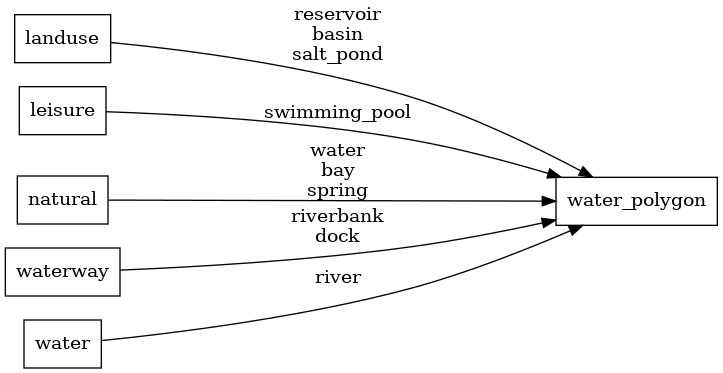 reservoir
basin
salt_pond
landuse
leisure
swimming_pool
water
bay
spring
natural
water_polygon
riverbank
dock
waterway
river
water